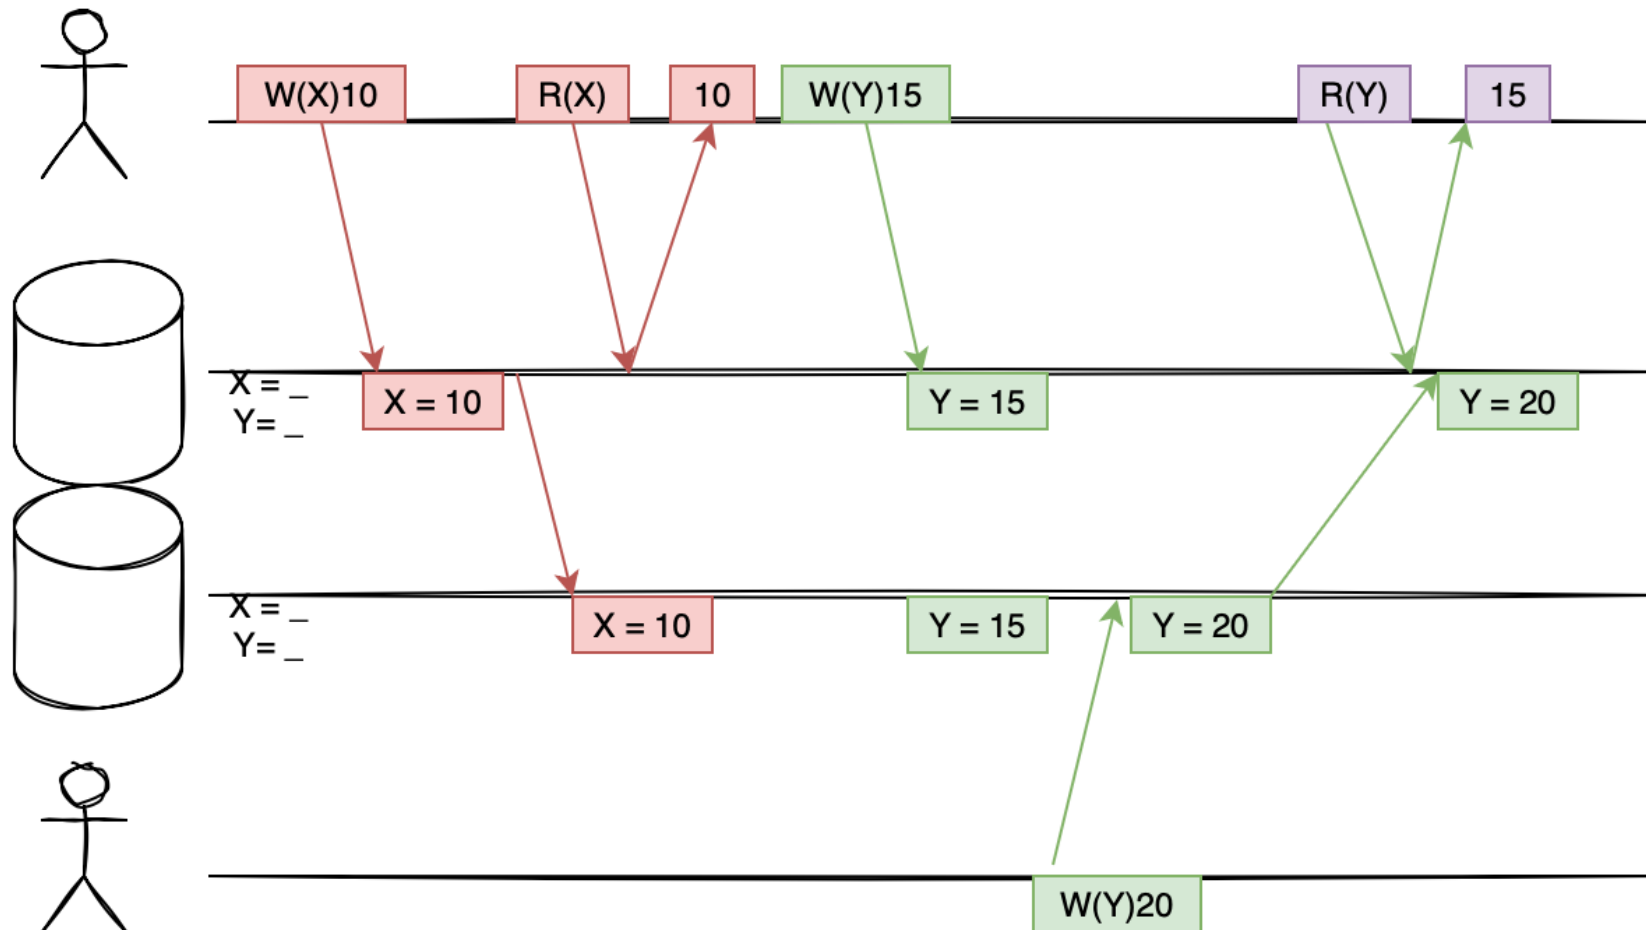 W(X)10
R(X)
10
W(Y)15
R(Y)
15
X = _
Y= _
X = 10
Y = 15
Y = 20
X = _
Y= _
X = 10
Y = 15
Y = 20
W(Y)20